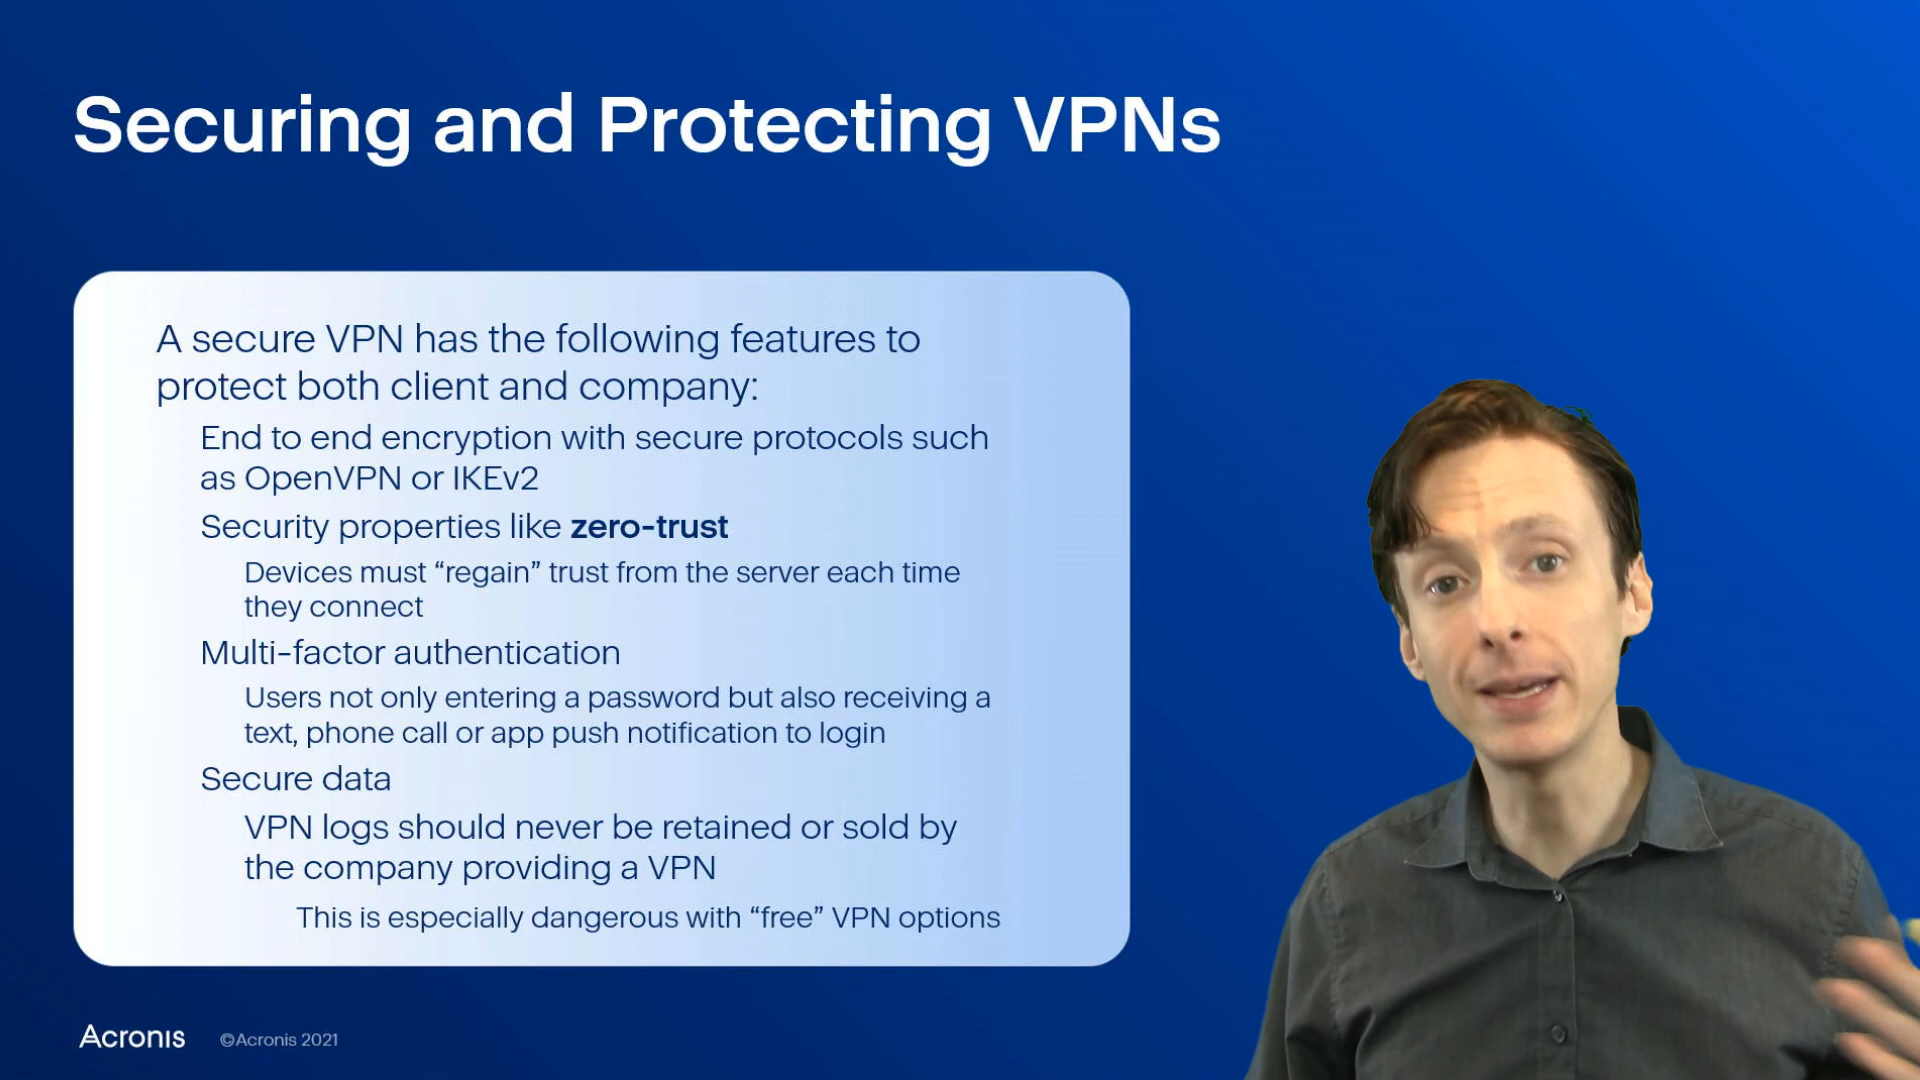 Securing and Protecting VPNs
A secure VPN has the following features to
protect both client and company:
End to end encryption with secure protocols such
as OpenVPN or IKEv2
Security properties like zero-trust
Devices must “regain” trust from the server each time
they connect
Multi-factor authentication
Users not only entering a password but also receiving a
text, phone call or app push notification to login
Secure data
VPN logs should never be retained or sold by
the company providing a VPN
This is especially dangerous with “free” VPN options
Acronis ©Acronis 2021